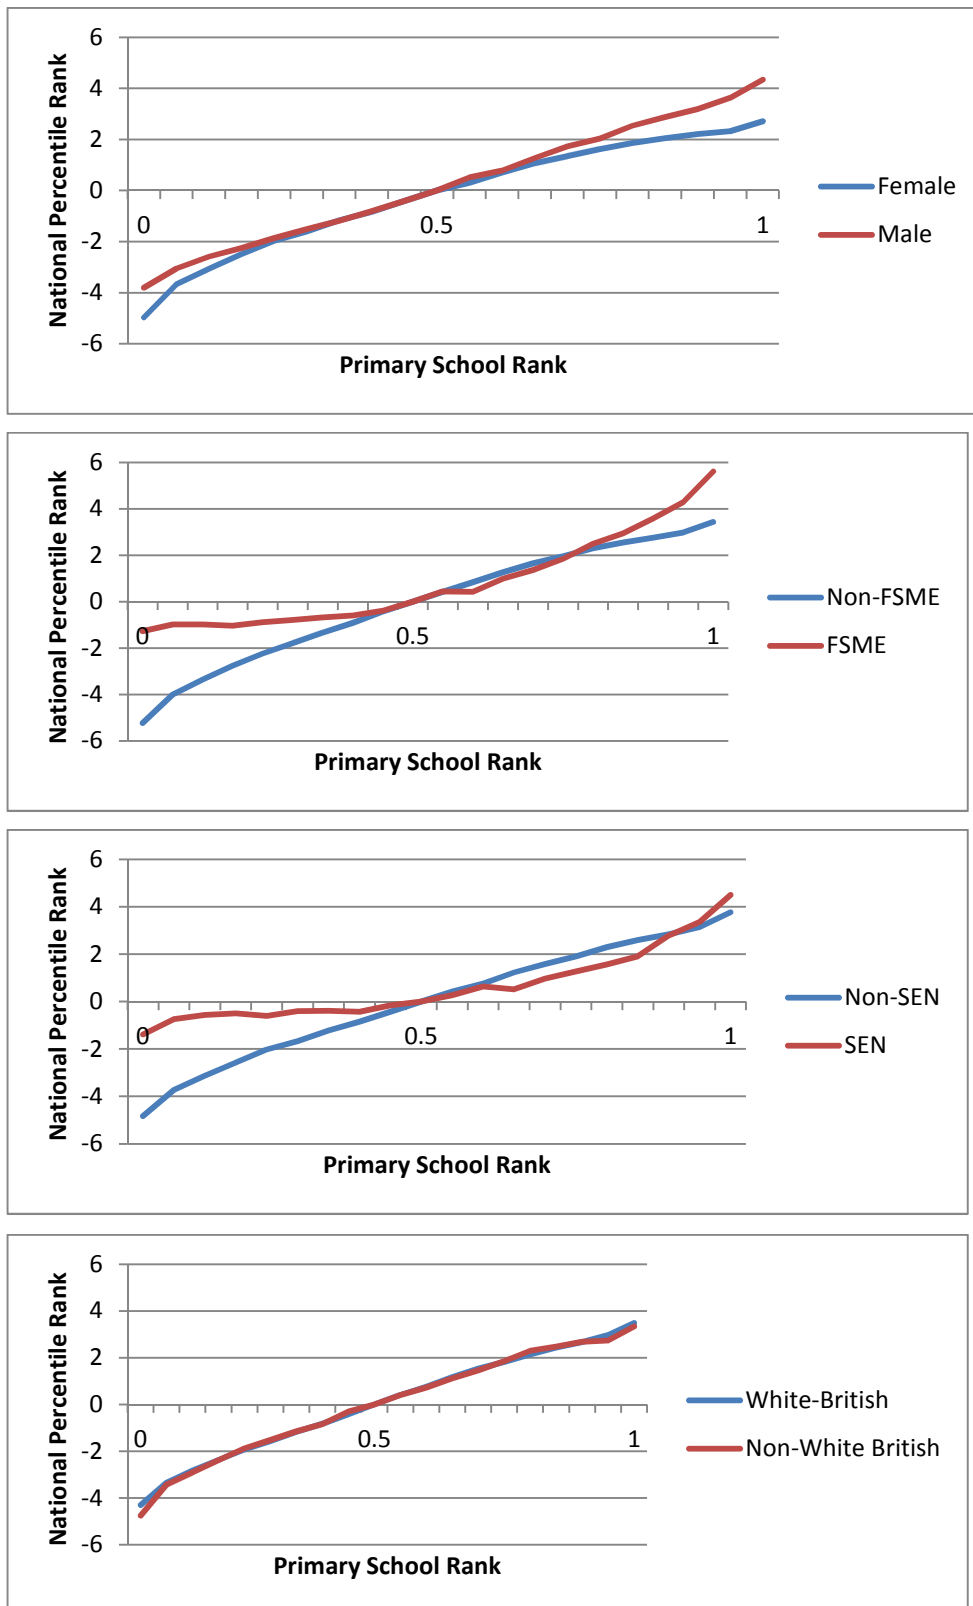 6
4
2
0
-2
-4
-6
National Percentile Rank
0
0.5
1
Primary School Rank
Female
Male
6
4
2
0
-2
-4
-6
National Percentile Rank
0
0.5
1
Primary School Rank
Non-FSME
FSME
6
4
2
0
-2
-4
-6
National Percentile Rank
0
0.5
1
Primary School Rank
Non-SEN
SEN
6
4
2
0
-2
-4
-6
National Percentile Rank
0
0.5
1
Primary School Rank
White-British
Non-White British